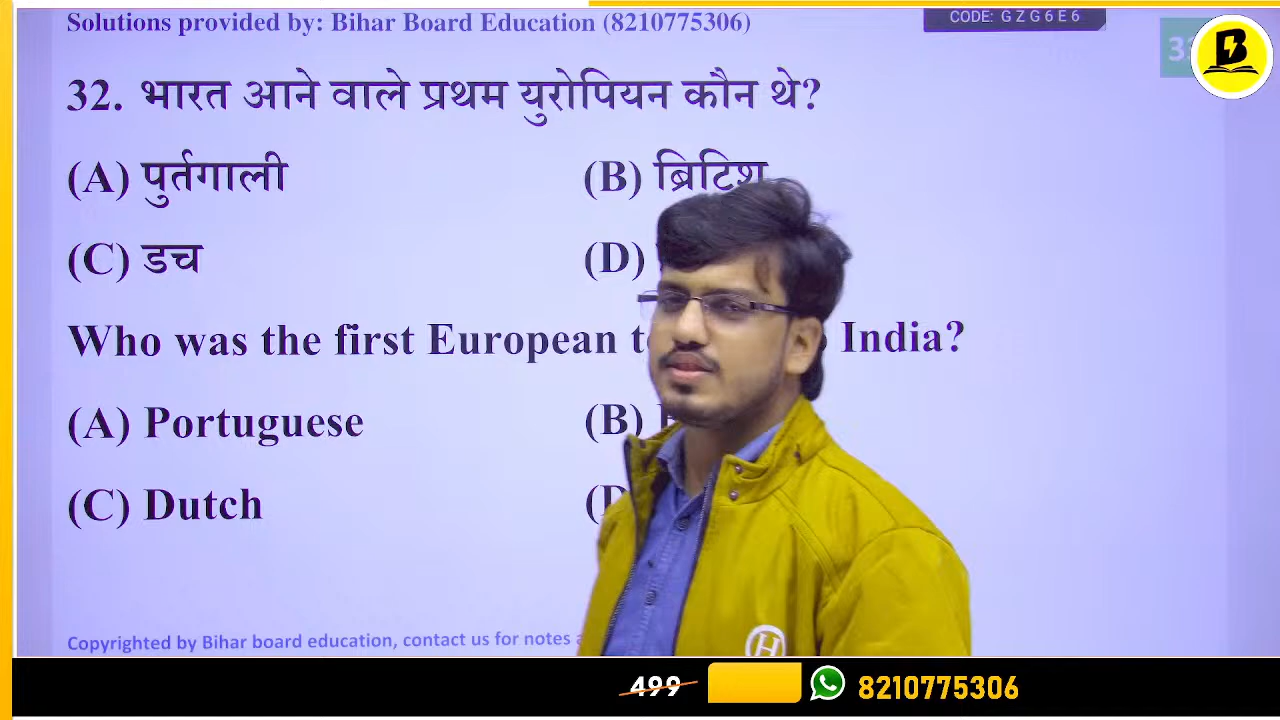 Solutions provided by: Bihar Board Education (8210775306)
CODE: G Z G 6 E 6
B
32. भारत आने वाले प्रथम युरोपियन कौन थे?
(A) पुर्तगाली (B) ब्रिटिश
(C) डच (D)
Who was the first European India?
(A) Portuguese (B)
(C) Dutch
Copyrighted by Bihar board education, contact us for notes
H
499 8210775306